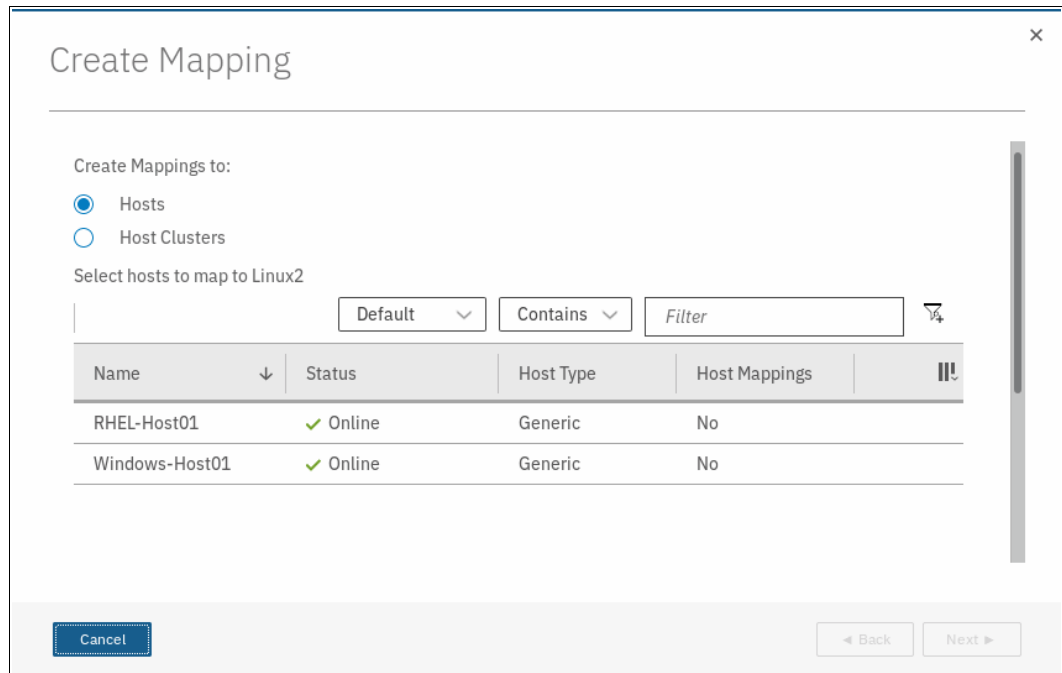 Create Mapping
Create Mappings to:
Hosts
Host Clusters
Select hosts to map to Linux2
Default Contains Filter
Name Status Host Type Host Mappings
RHEL-Host01 Online Generic No
Windows-Host01 Online Generic No
Cancel Back Next